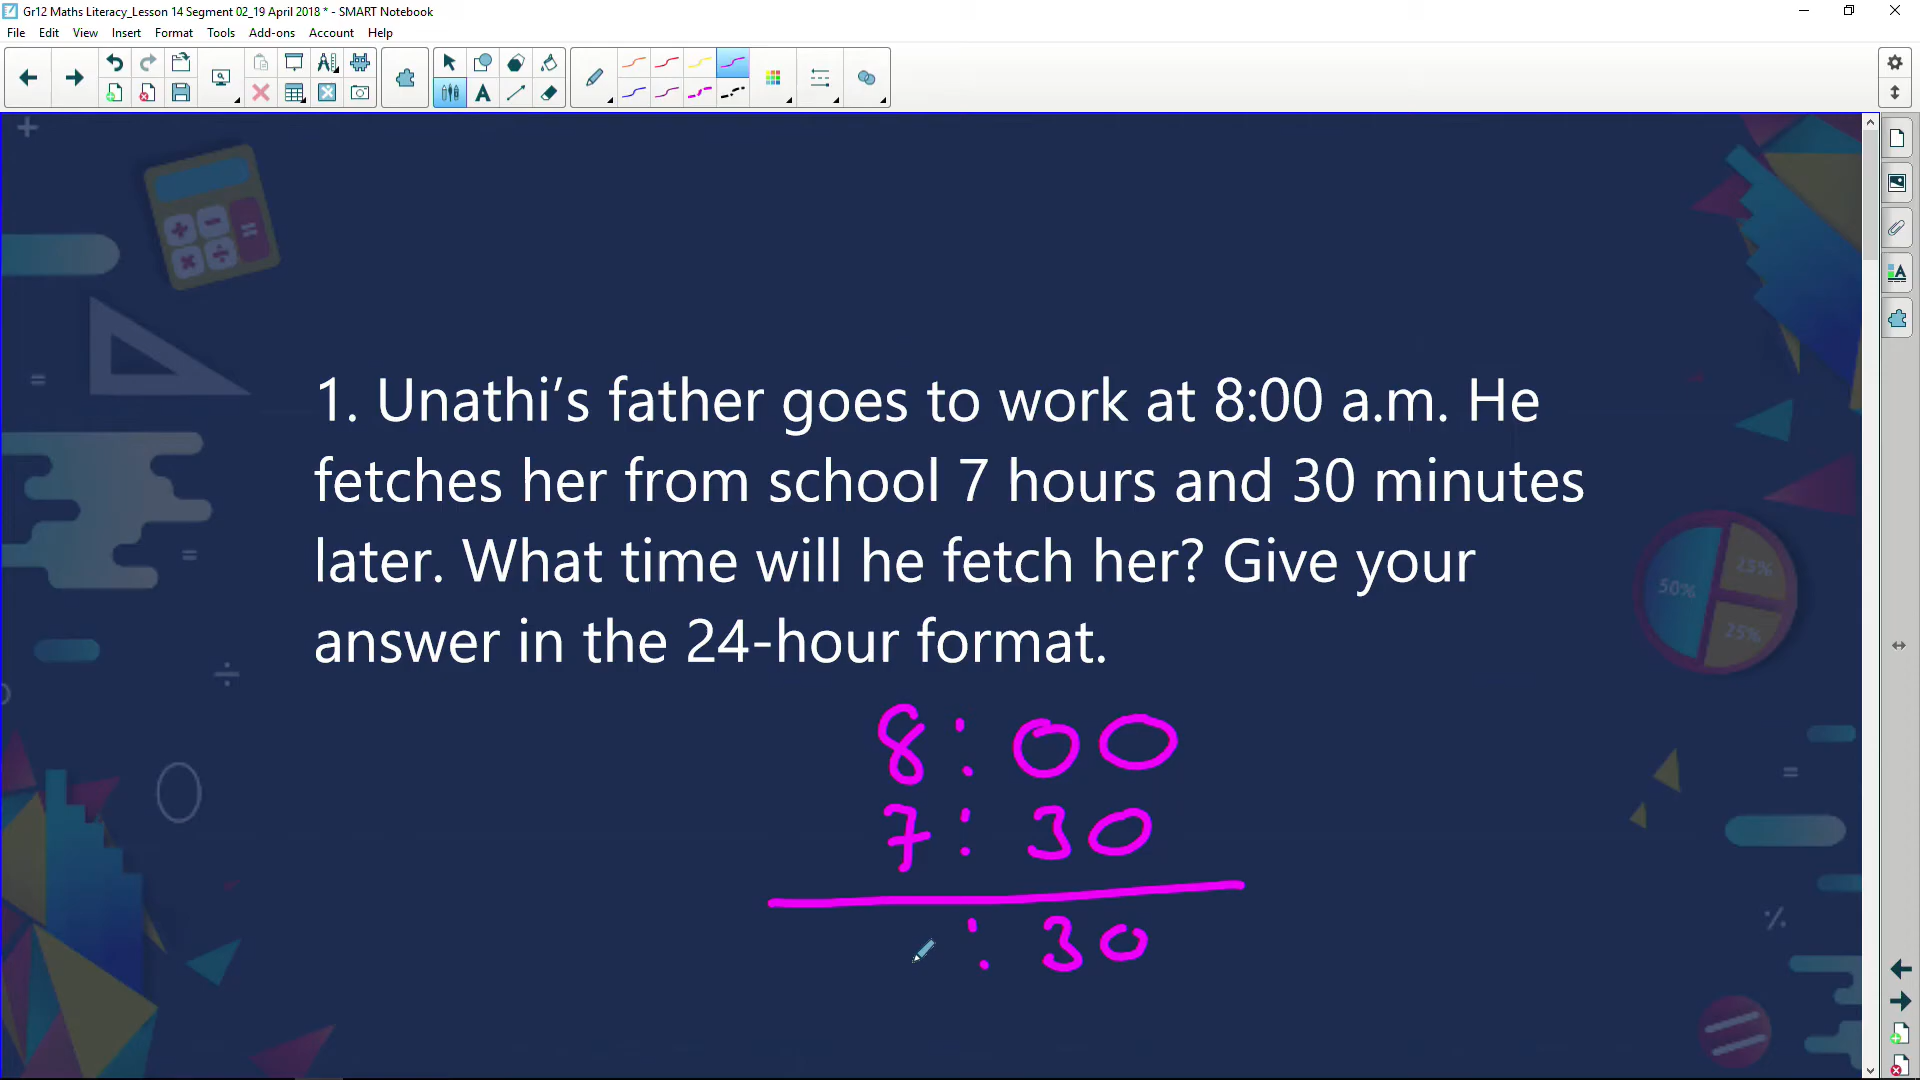 Gr12 Maths Literacy_Lesson 14 Segment 02_19 April 2018 * - SMART Notebook
File Edit View Insert Format Tools Add-ons Account Help
1. Unathi’s father goes to work at 8:00 a.m. He
fetches her from school 7 hours and 30 minutes
later. What time will he fetch her? Give your
answer in the 24-hour format.
50% 25%
25%
8:00
7:30
:30